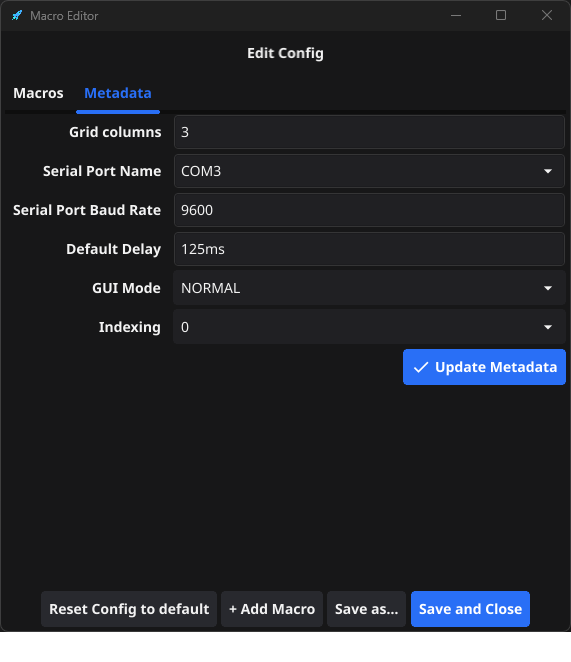 Macro Editor
Edit Config
Macros Metadata
Grid columns 3
Serial Port Name COM3
Serial Port Baud Rate 9600
Default Delay 125ms
GUI Mode NORMAL
Indexing 0
Update Metadata
Reset Config to default + Add Macro Save as... Save and Close